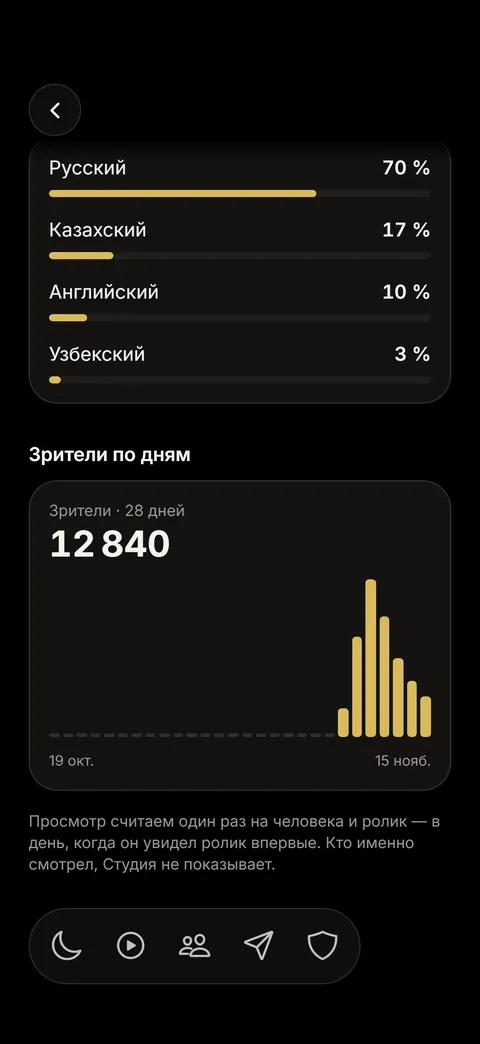 Русский 70 %
Казахский 17 %
Английский 10 %
Узбекский 3 %
Зрители по дням
Зрители · 28 дней
12 840
19 окт. 15 нояб.
Просмотр считаем один раз на человека и ролик — в
день, когда он увидел ролик впервые. Кто именно
смотрел, Студия не показывает.